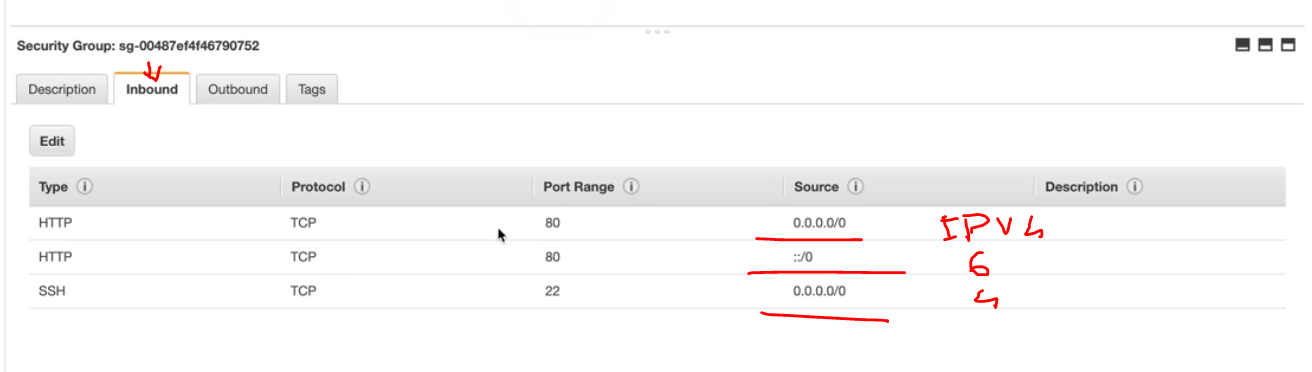 Security Group: sg-00487ef4f46790752
Description Inbound Outbound Tags
Edit
Type Protocol Port Range Source Description
HTTP TCP 80 0.0.0.0/0 IPV4
HTTP TCP 80 ::/0 6
SSH TCP 22 0.0.0.0/0 4